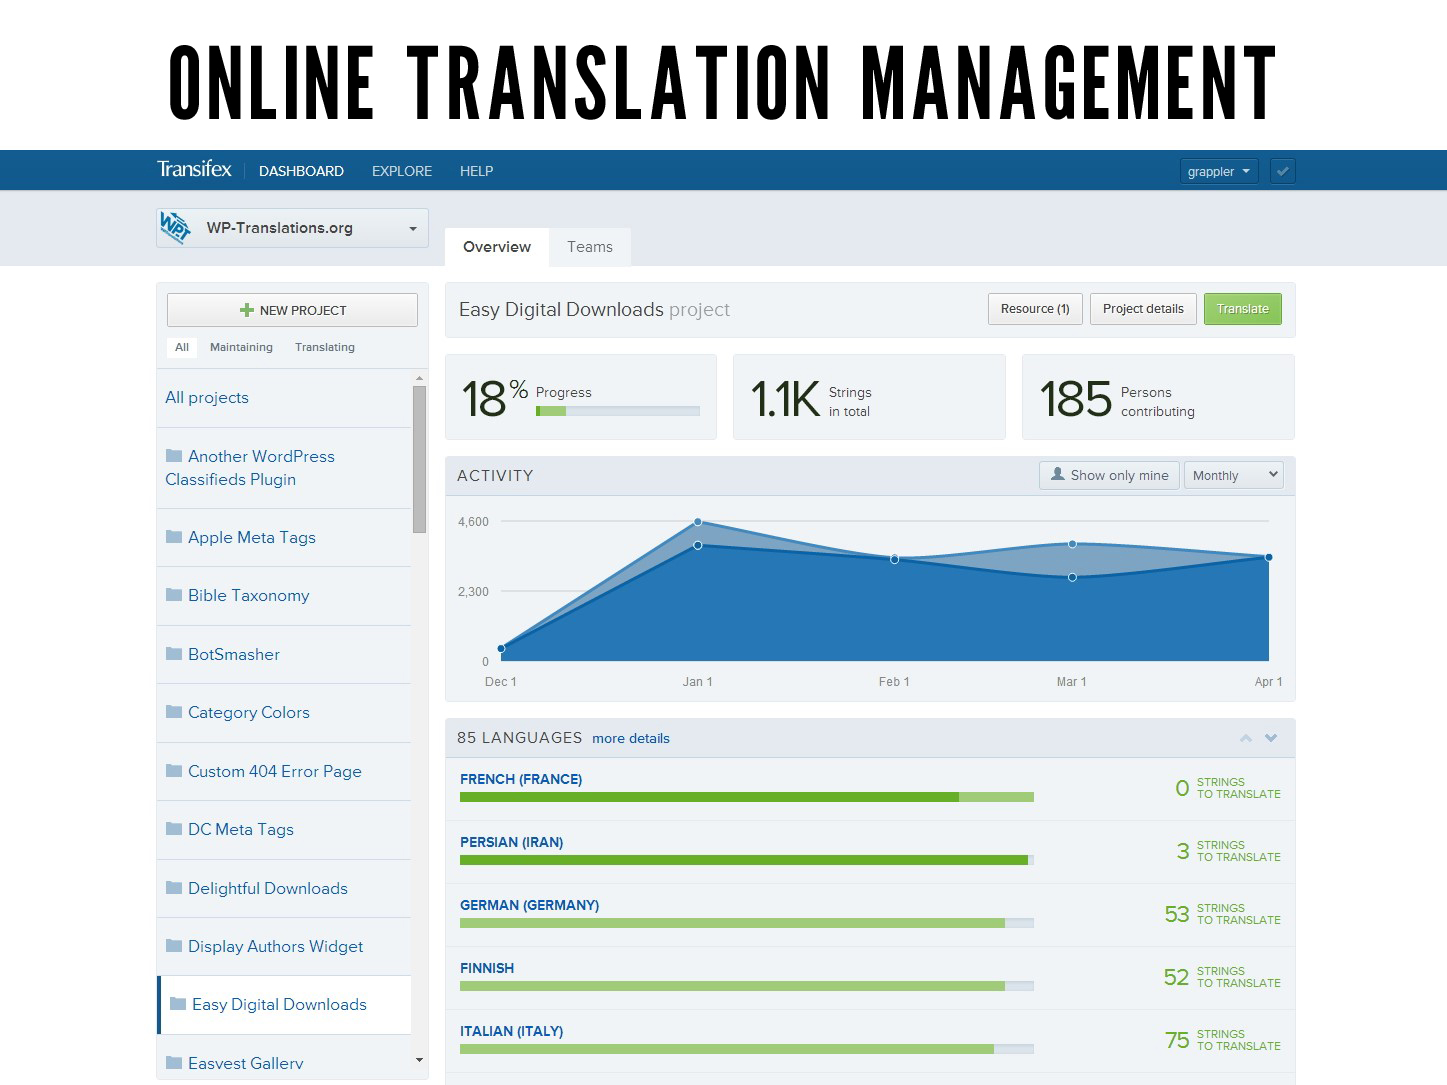 ONLINE TRANSLATION MANAGEMENT
Transifex DASHBOARD EXPLORE HELP grappler
WPT WP-Translations.org
Overview Teams
NEW PROJECT
All Maintaining Translating
All projects
Another WordPress
Classifieds Plugin
Apple Meta Tags
Bible Taxonomy
BotSmasher
Category Colors
Custom 404 Error Page
DC Meta Tags
Delightful Downloads
Display Authors Widget
Easy Digital Downloads
Easyest Gallery
Easy Digital Downloads project Resource (1) Project details Translate
18% Progress
1.1K Strings
in total
185 Persons
contributing
ACTIVITY Show only mine Monthly
4,600
2,300
0
Dec 1 Jan 1 Feb 1 Mar 1 Apr 1
85 LANGUAGES more details
FRENCH (FRANCE) 0 STRINGS
TO TRANSLATE
PERSIAN (IRAN) 3 STRINGS
TO TRANSLATE
GERMAN (GERMANY) 53 STRINGS
TO TRANSLATE
FINNISH 52 STRINGS
TO TRANSLATE
ITALIAN (ITALY) 75 STRINGS
TO TRANSLATE